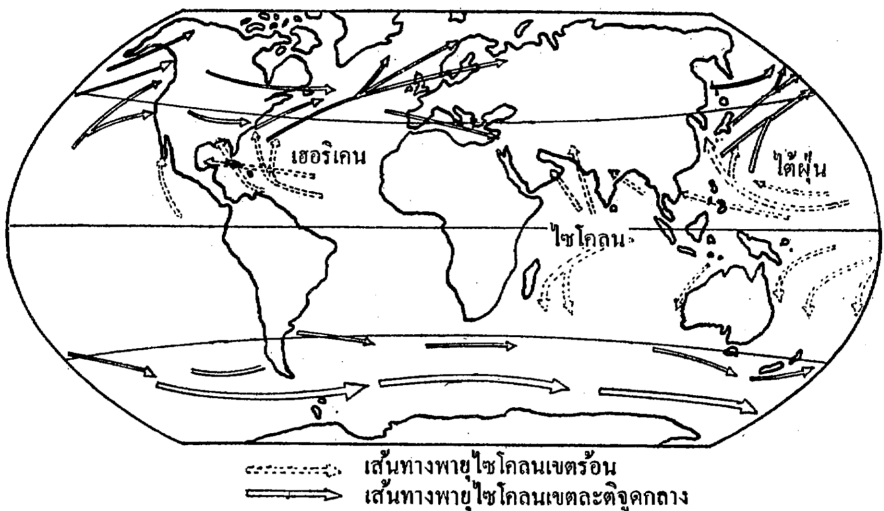 เฮอริเคน
ไต้ฝุ่น
ไซโคลน
เส้นทางพายุไซโคลนเขตร้อน
เส้นทางพายุไซโคลนเขตละติจูดกลาง